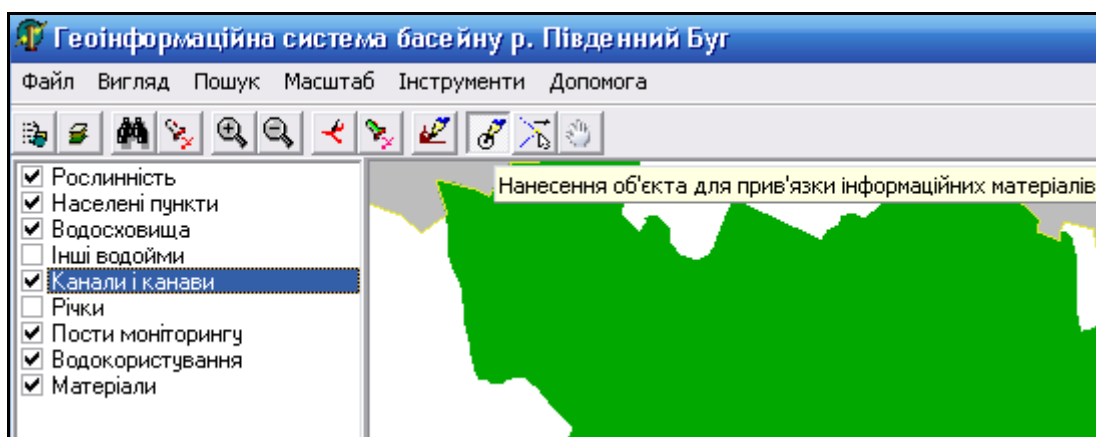 Геоінформаційна система басейну р. Південний Буг
Файл Вигляд Пошук Масштаб Інструменти Допомога
Нанесення об'єкта для прив'язки інформаційних матеріалів
Рослинність
Населені пункти
Водосховища
Інші водойми
Канали і канави
Річки
Пости моніторингу
Водокористування
Матеріали